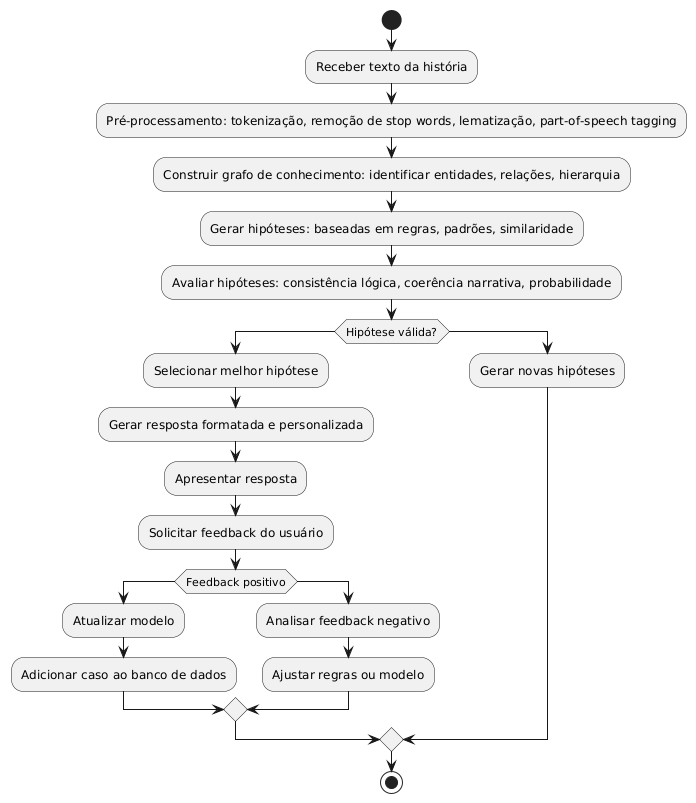 Receber texto da história
Pré-processamento: tokenização, remoção de stop words, lematização, part-of-speech tagging
Construir grafo de conhecimento: identificar entidades, relações, hierarquia
Gerar hipóteses: baseadas em regras, padrões, similaridade
Avaliar hipóteses: consistência lógica, coerência narrativa, probabilidade
Hipótese válida?
Selecionar melhor hipótese
Gerar novas hipóteses
Gerar resposta formatada e personalizada
Apresentar resposta
Solicitar feedback do usuário
Feedback positivo
Atualizar modelo
Analisar feedback negativo
Adicionar caso ao banco de dados
Ajustar regras ou modelo